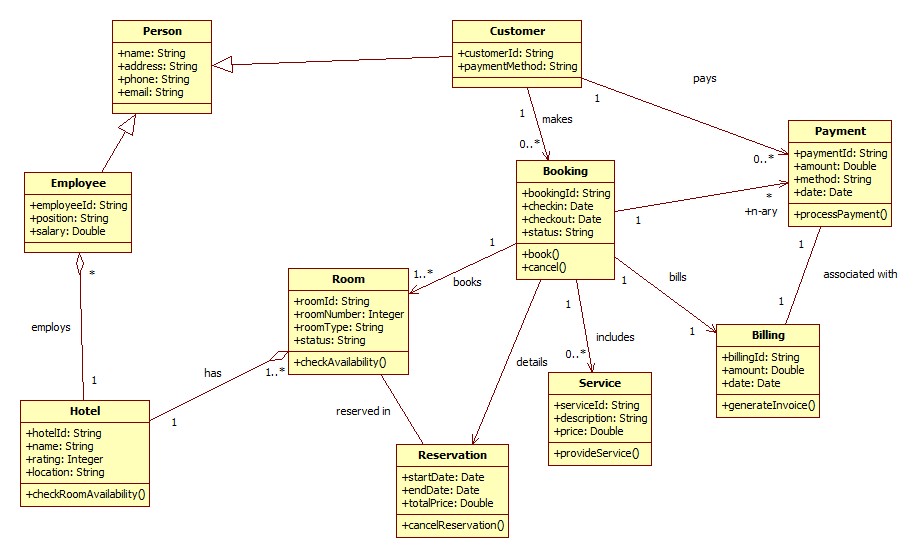 Person
+name: String
+address: String
+phone: String
+email: String
Customer
+customerId: String
+paymentMethod: String
pays
1
1
makes
0..*
0..*
Payment
+paymentId: String
+amount: Double
+method: String
+date: Date
+processPayment()
Employee
+employeeId: String
+position: String
+salary: Double
Booking
+bookingId: String
+checkin: Date
+checkout: Date
+status: String
+book()
+cancel()
*
1
+n-ary
*
1
1..*
books
1
bills
1
associated with
1
1
Room
+roomId: String
+roomNumber: Integer
+roomType: String
+status: String
+checkAvailability()
employs
1
has
1..*
1
details
1
includes
0..*
Billing
+billingId: String
+amount: Double
+date: Date
+generateInvoice()
Hotel
+hotelId: String
+name: String
+rating: Integer
+location: String
+checkRoomAvailability()
reserved in
Service
+serviceId: String
+description: String
+price: Double
+provideService()
Reservation
+startDate: Date
+endDate: Date
+totalPrice: Double
+cancelReservation()